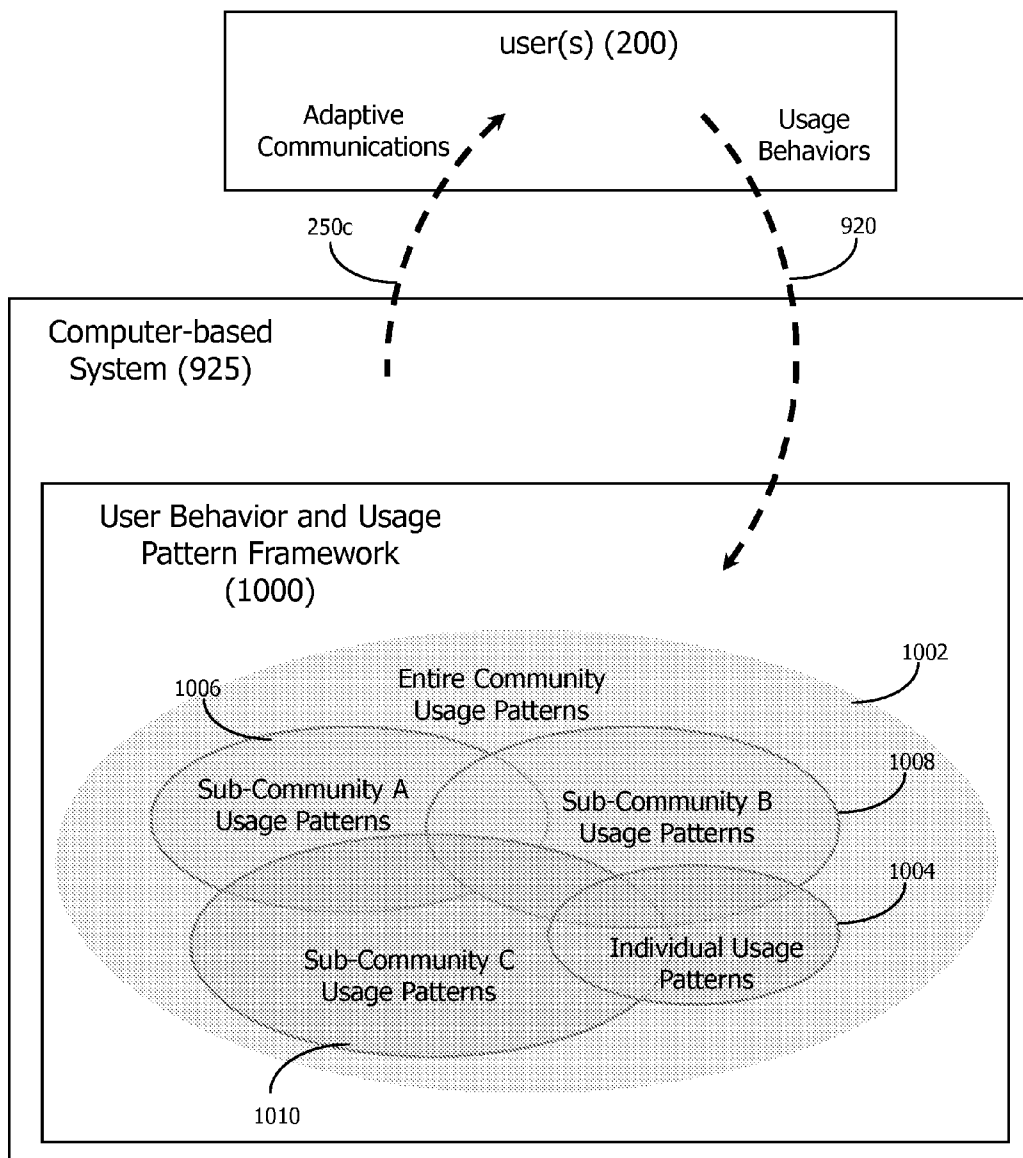 user(s) (200)
Adaptive
Communications
Usage
Behaviors
250c
920
Computer-based
System (925)
User Behavior and Usage
Pattern Framework
(1000)
1002
1006
Entire Community
Usage Patterns
1008
Sub-Community A
Usage Patterns
Sub-Community B
Usage Patterns
1004
Individual Usage
Patterns
Sub-Community C
Usage Patterns
1010